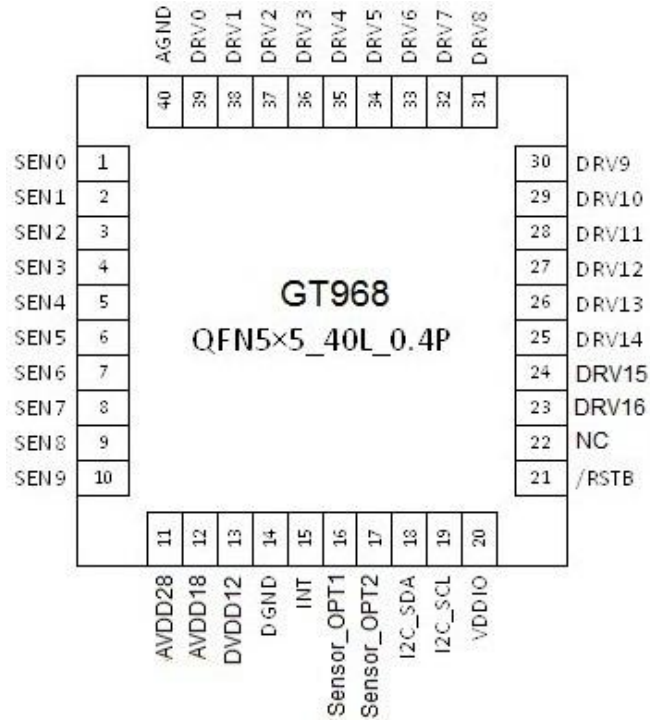 AGND DRV0 DRV1 DRV2 DRV3 DRV4 DRV5 DRV6 DRV7 DRV8
40 39 38 37 36 35 34 33 32 31
SEN0 1 30 DRV9
SEN1 2 29 DRV10
SEN2 3 28 DRV11
SEN3 4 27 DRV12
SEN4 5 26 DRV13
SEN5 6 25 DRV14
SEN6 7 24 DRV15
SEN7 8 23 DRV16
SEN8 9 22 NC
SEN9 10 21 /RSTB
GT968
QFN5×5_40L_0.4P
11 12 13 14 15 16 17 18 19 20
AVDD28 AVDD18 DVDD12 DGND INT Sensor_OPT1 Sensor_OPT2 I2C_SDA I2C_SCL VDDIO